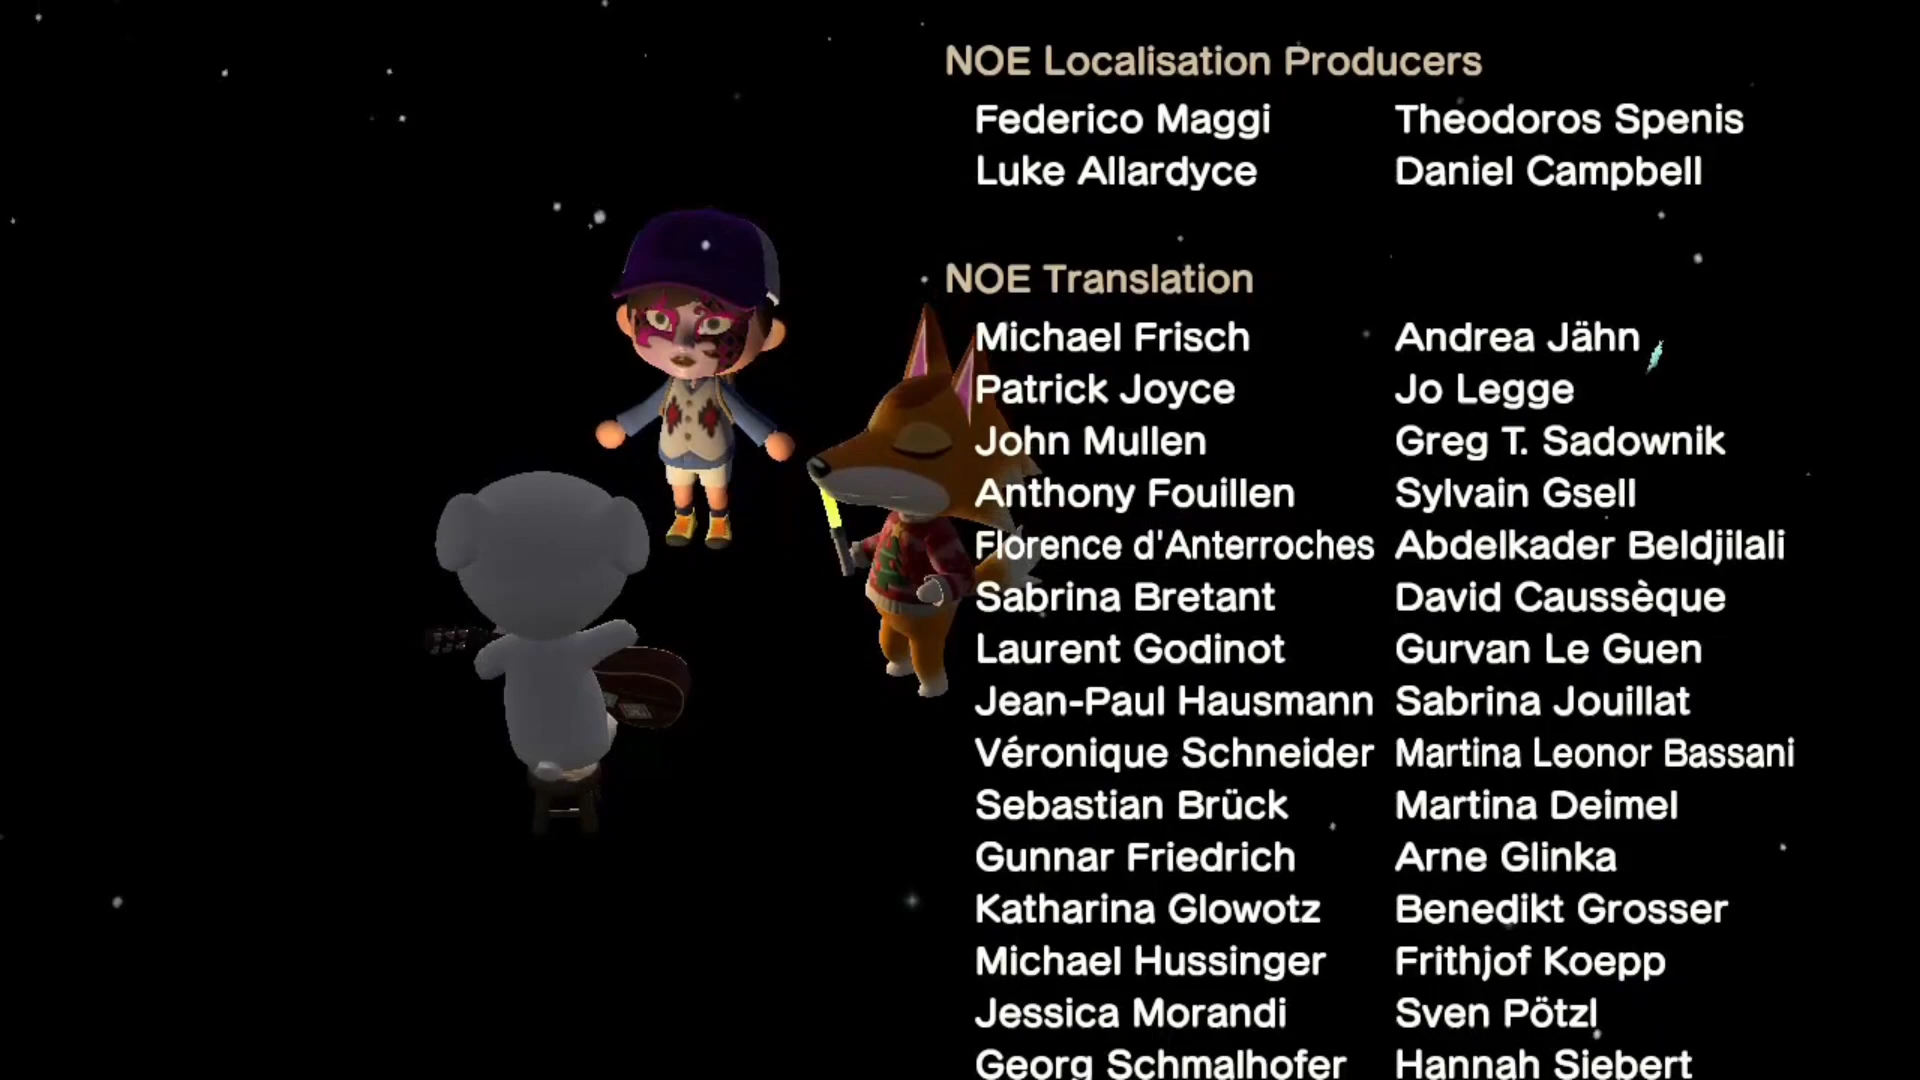 NOE Localisation Producers
Federico Maggi Theodoros Spenis
Luke Allardyce Daniel Campbell
NOE Translation
Michael Frisch Andrea Jähn
Patrick Joyce Jo Legge
John Mullen Greg T. Sadownik
Anthony Fouillen Sylvain Gsell
Florence d'Anterroches Abdelkader Beldjilali
Sabrina Bretant David Caussèque
Laurent Godinot Gurvan Le Guen
Jean-Paul Hausmann Sabrina Jouillat
Véronique Schneider Martina Leonor Bassani
Sebastian Brück Martina Deimel
Gunnar Friedrich Arne Glinka
Katharina Glowotz Benedikt Grosser
Michael Hussinger Frithjof Koepp
Jessica Morandi Sven Pötzl
Georg Schmalhofer Hannah Siebert